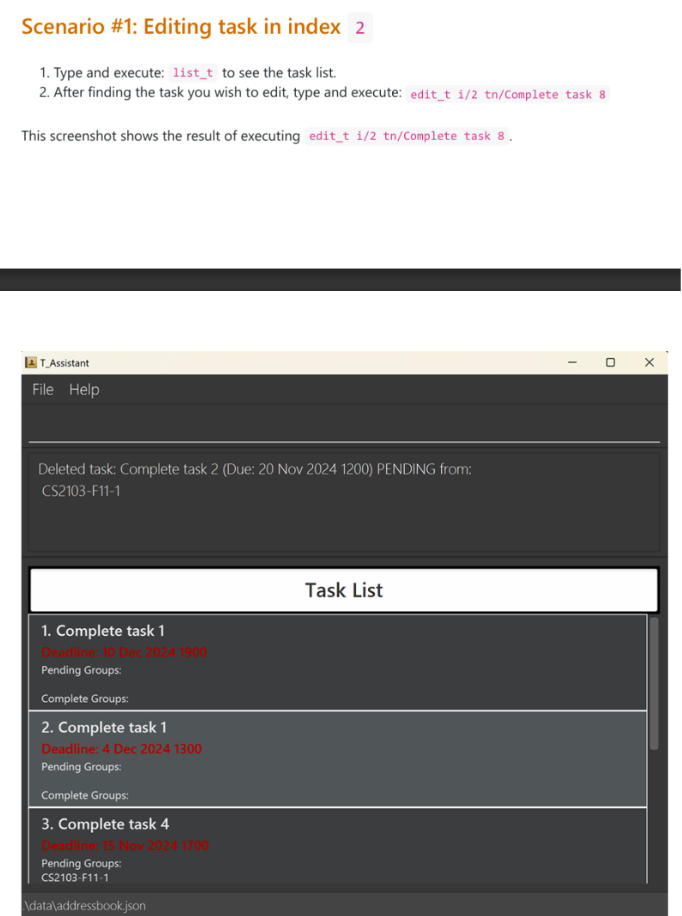 Scenario #1: Editing task in index 2
1. Type and execute: list_t to see the task list.
2. After finding the task you wish to edit, type and execute: edit_t i/2 tn/Complete task 8
This screenshot shows the result of executing edit_t i/2 tn/Complete task 8 .
T_Assistant
File Help
Deleted task: Complete task 2 (Due: 20 Nov 2024 1200) PENDING from:
CS2103-F11-1
Task List
1. Complete task 1
Deadline: 10 Dec 2024 1900
Pending Groups:
Complete Groups:
2. Complete task 1
Deadline: 4 Dec 2024 1300
Pending Groups:
Complete Groups:
3. Complete task 4
Deadline: 15 Nov 2024 1700
Pending Groups:
CS2103-F11-1
.\data\addressbook.json